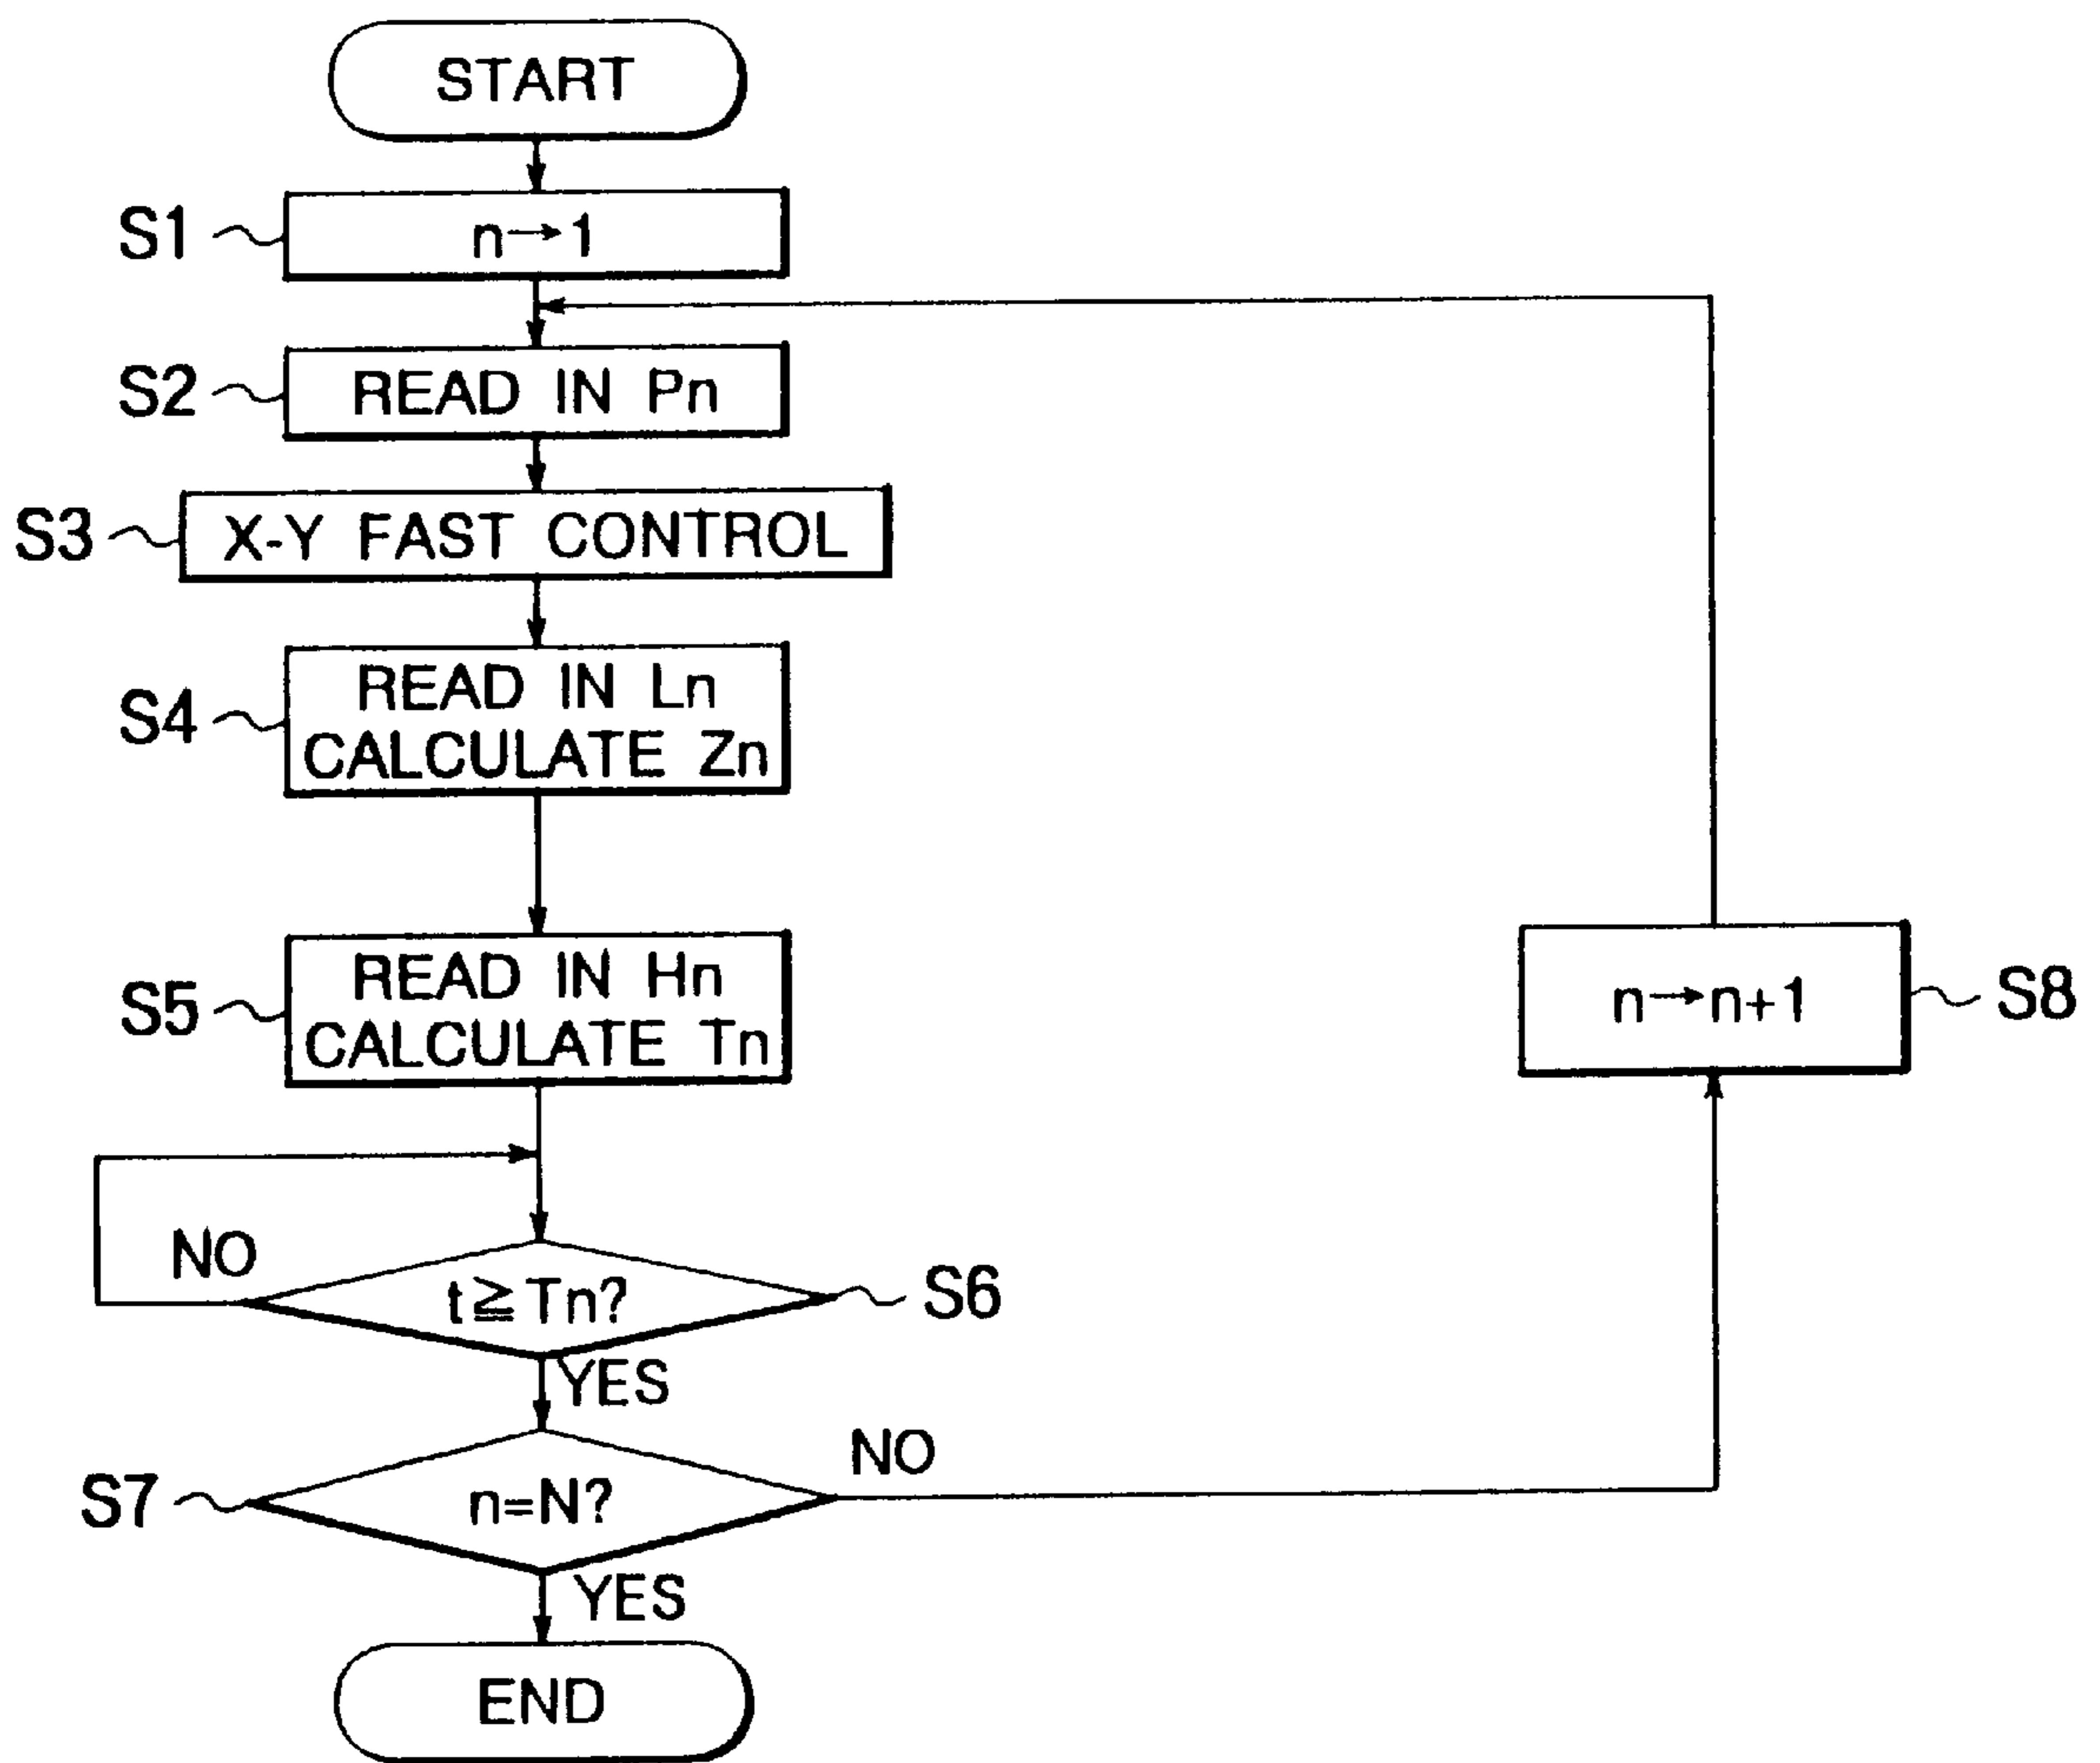 START
S1
n→1
S2
READ IN Pn
S3
X-Y FAST CONTROL
S4
READ IN Ln
CALCULATE Zn
S5
READ IN Hn
CALCULATE Tn
n→n+1
S8
NO
t≧Tn?
S6
YES
S7
n=N?
NO
YES
END